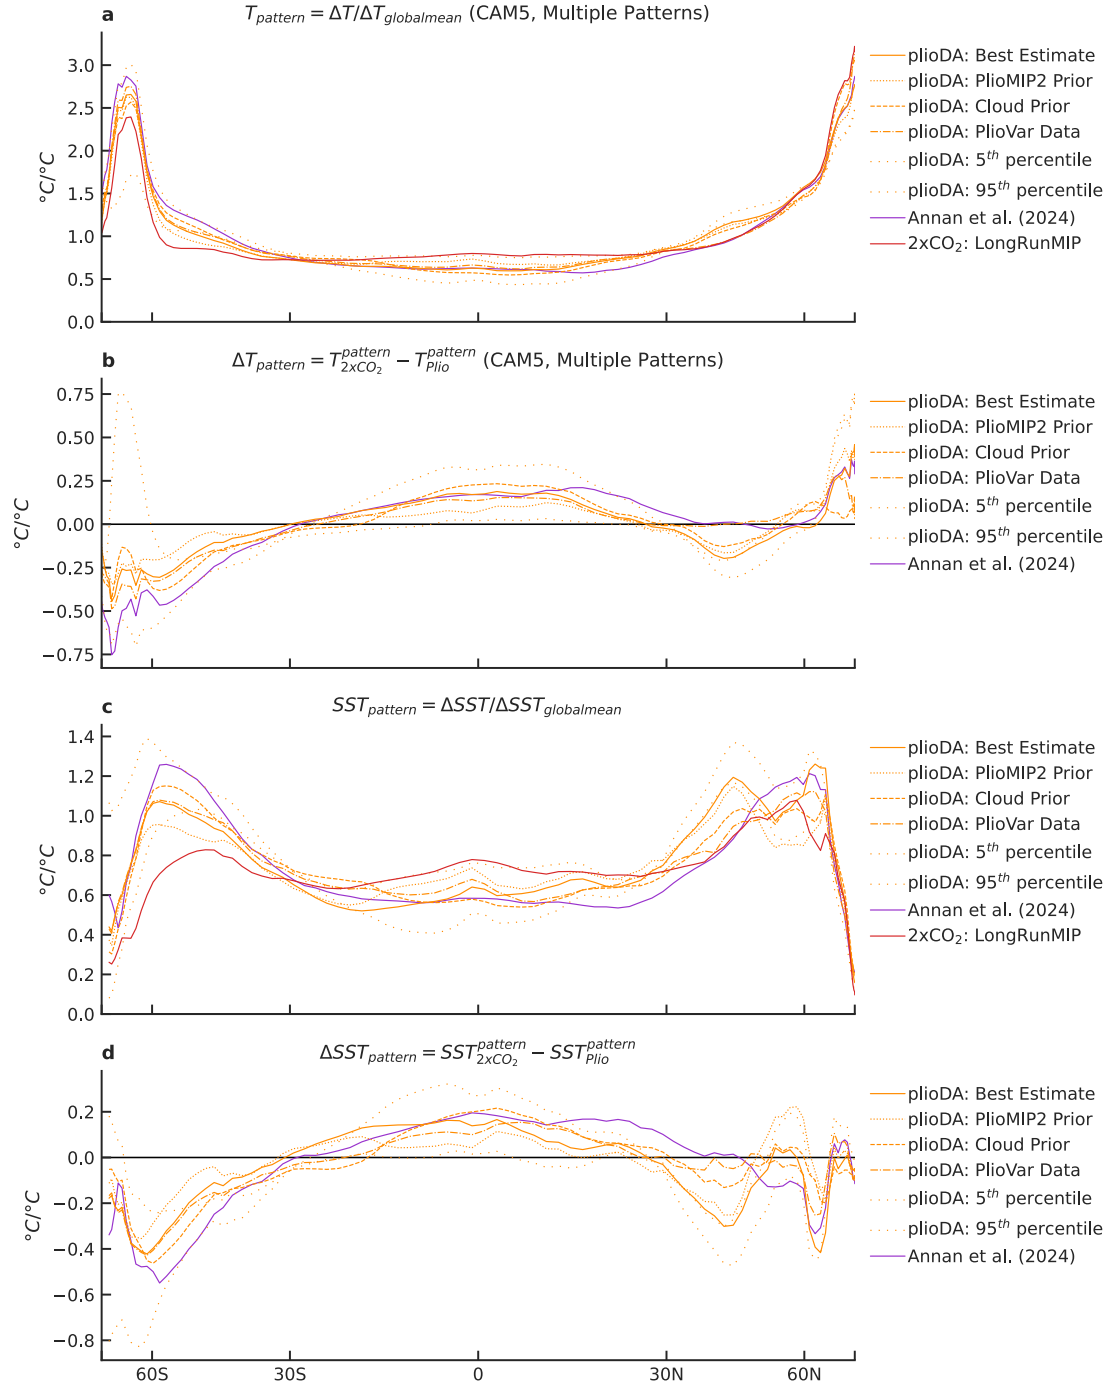 a T_pattern = ΔT/ΔT_globalmean (CAM5, Multiple Patterns)
3.0
2.5
2.0
1.5
1.0
0.5
0.0
°C/°C
plioDA: Best Estimate
plioDA: PlioMIP2 Prior
plioDA: Cloud Prior
plioDA: PlioVar Data
plioDA: 5th percentile
plioDA: 95th percentile
Annan et al. (2024)
2xCO₂: LongRunMIP
b ΔT_pattern = T_2xCO₂^pattern − T_Plio^pattern (CAM5, Multiple Patterns)
0.75
0.50
0.25
0.00
−0.25
−0.50
−0.75
°C/°C
plioDA: Best Estimate
plioDA: PlioMIP2 Prior
plioDA: Cloud Prior
plioDA: PlioVar Data
plioDA: 5th percentile
plioDA: 95th percentile
Annan et al. (2024)
c SST_pattern = ΔSST/ΔSST_globalmean
1.4
1.2
1.0
0.8
0.6
0.4
0.2
0.0
°C/°C
plioDA: Best Estimate
plioDA: PlioMIP2 Prior
plioDA: Cloud Prior
plioDA: PlioVar Data
plioDA: 5th percentile
plioDA: 95th percentile
Annan et al. (2024)
2xCO₂: LongRunMIP
d ΔSST_pattern = SST_2xCO₂^pattern − SST_Plio^pattern
0.2
0.0
−0.2
−0.4
−0.6
−0.8
°C/°C
plioDA: Best Estimate
plioDA: PlioMIP2 Prior
plioDA: Cloud Prior
plioDA: PlioVar Data
plioDA: 5th percentile
plioDA: 95th percentile
Annan et al. (2024)
60S 30S 0 30N 60N